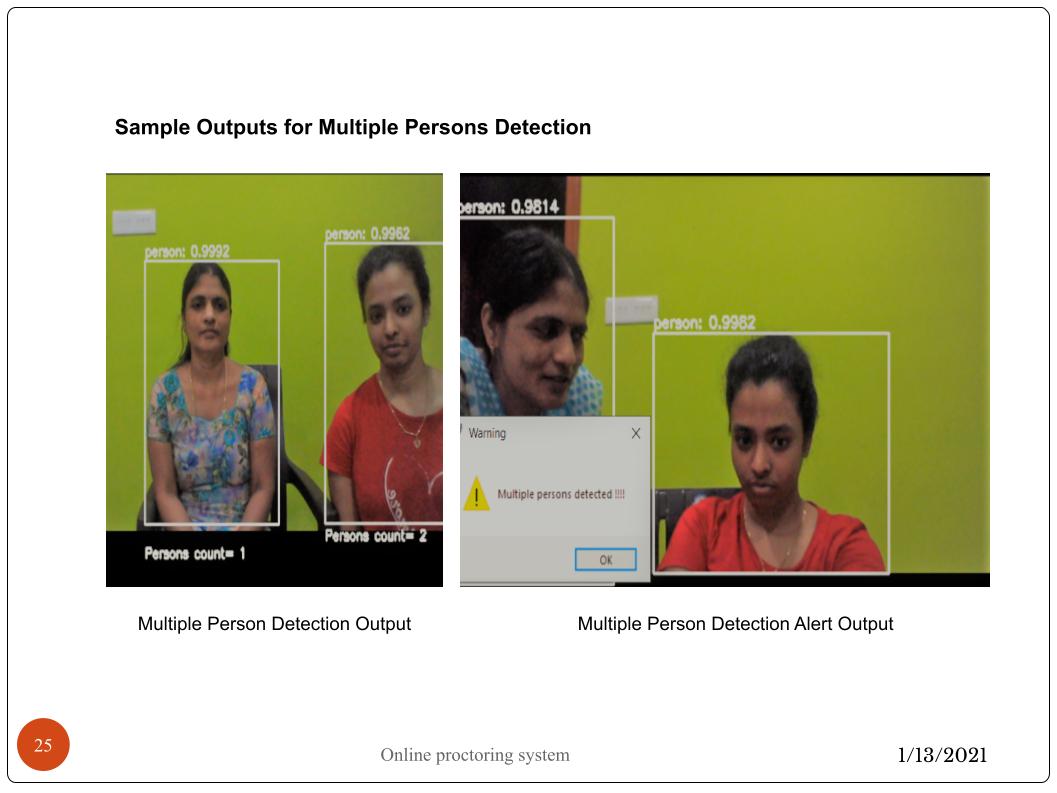 Sample Outputs for Multiple Persons Detection
person: 0.9992
person: 0.9962
Persons count= 1
Persons count= 2
person: 0.9814
person: 0.9982
Warning
X
Multiple persons detected !!!!
OK
Multiple Person Detection Output
Multiple Person Detection Alert Output
25
Online proctoring system
1/13/2021